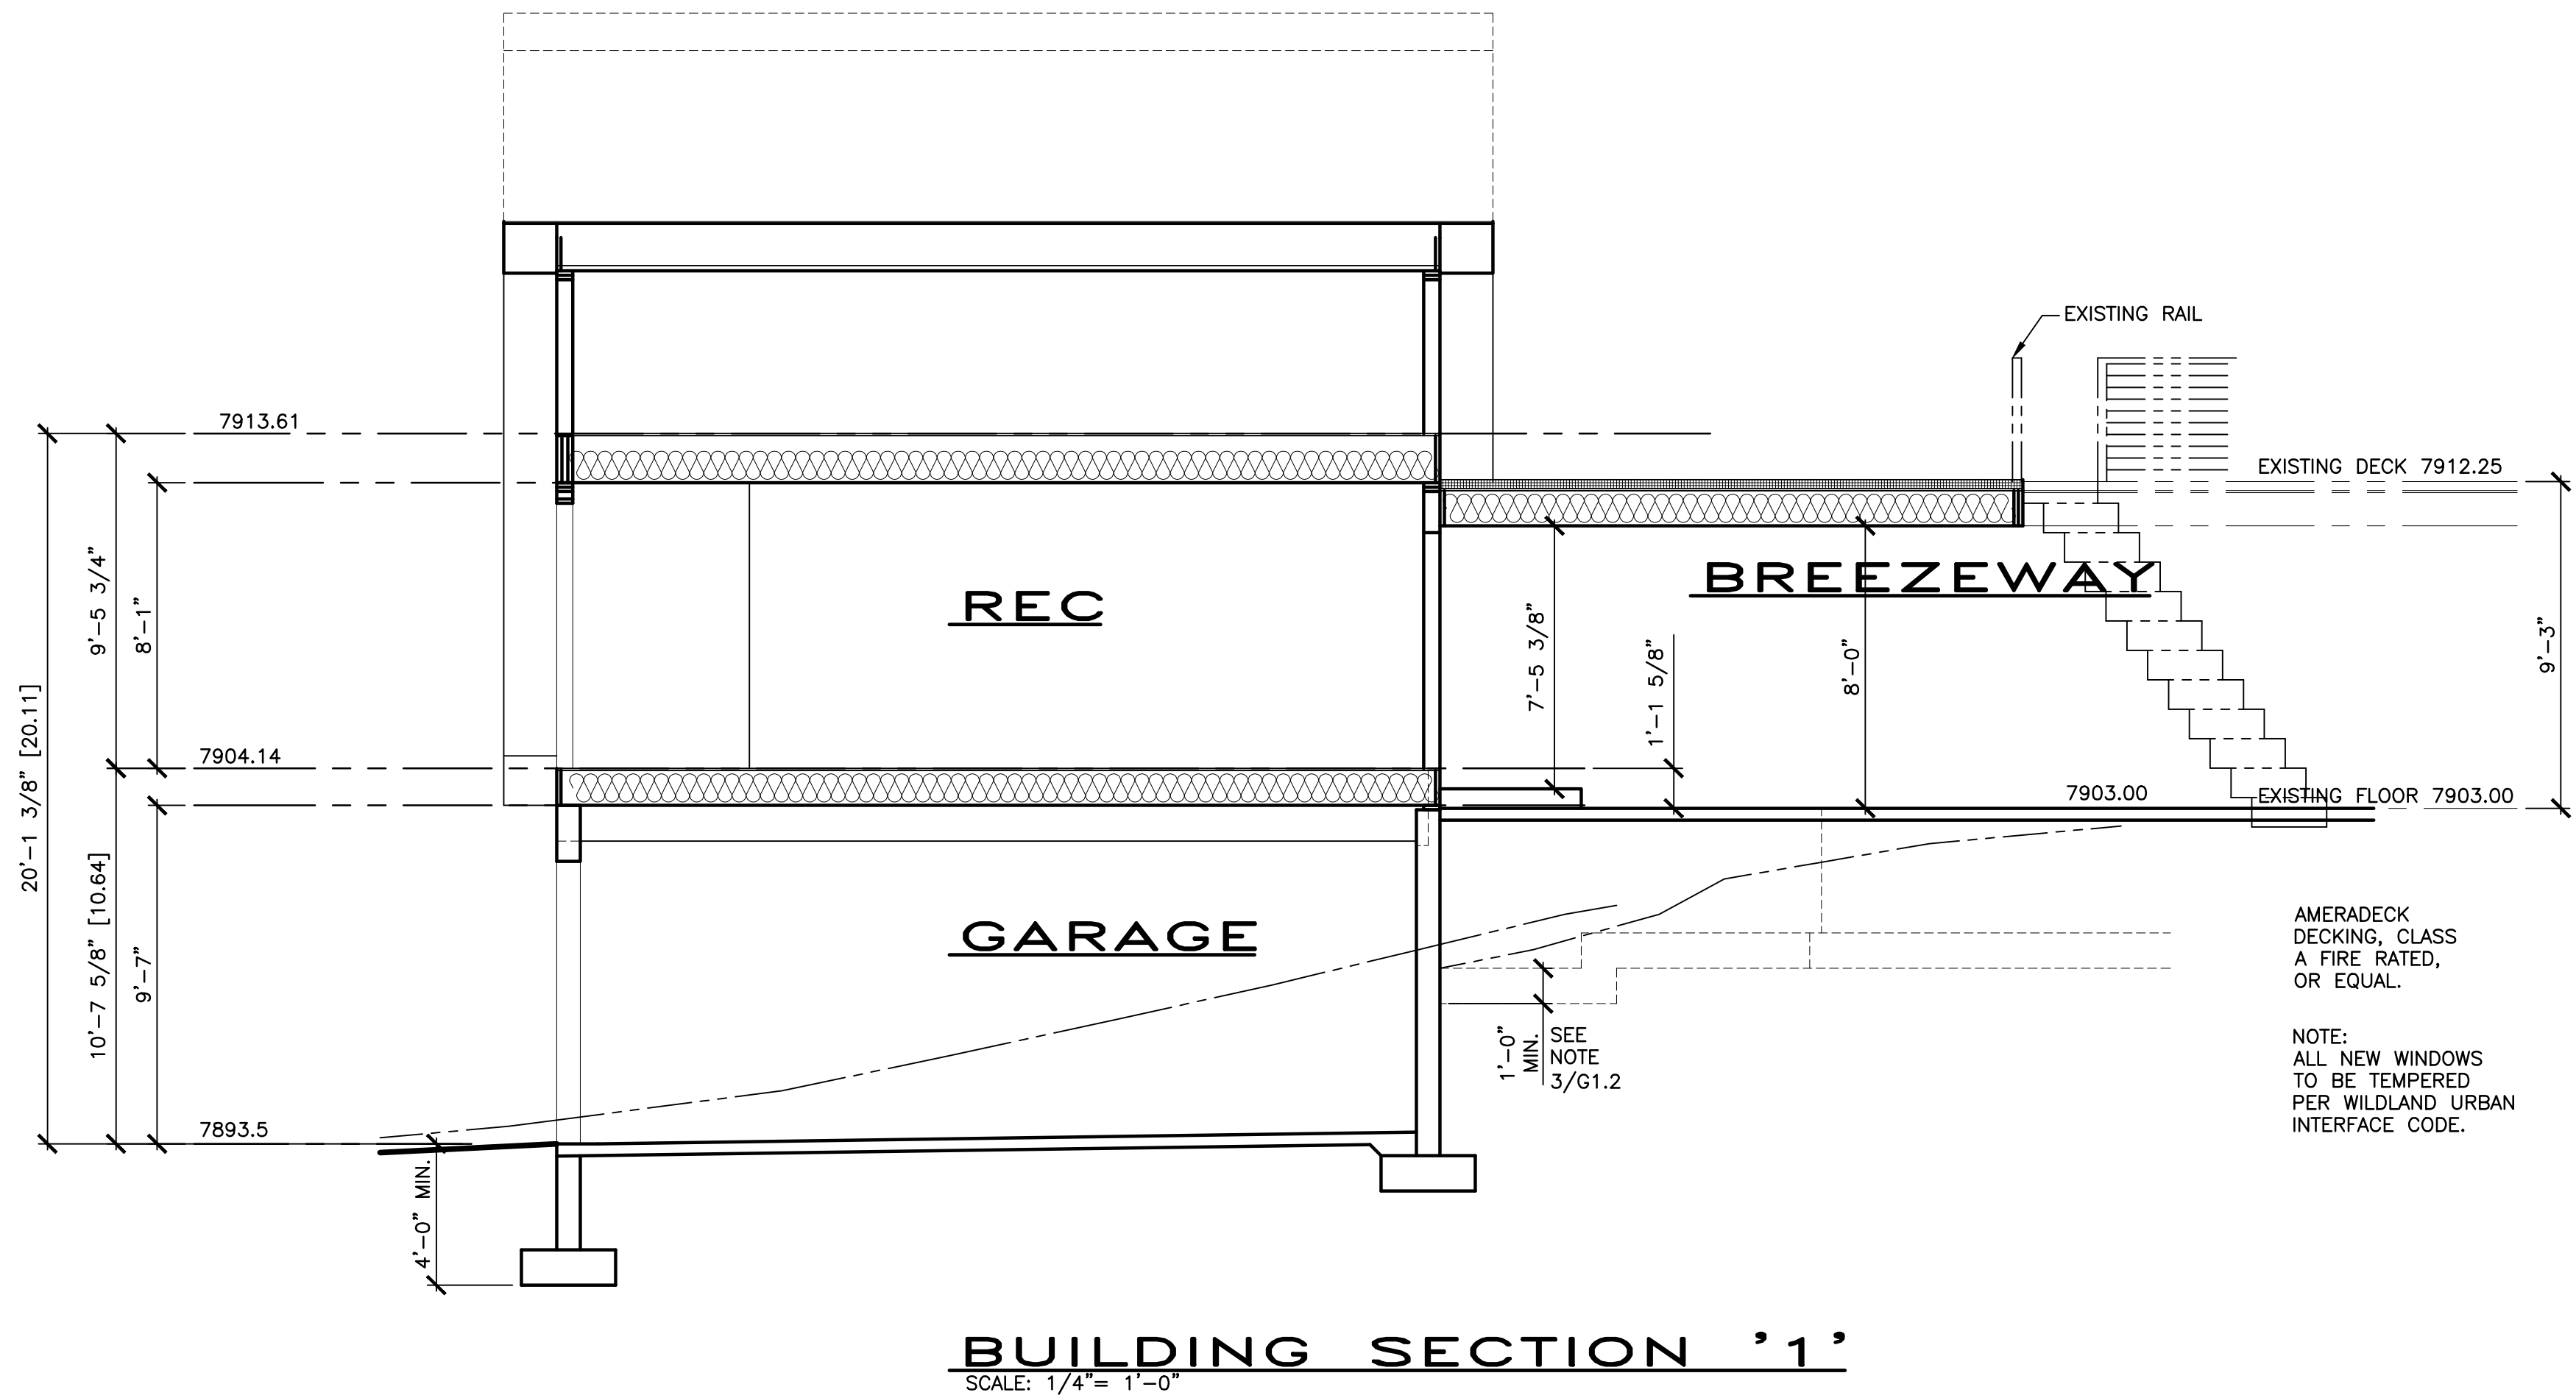 EXISTING RAIL
7913.61
EXISTING DECK 7912.25
9'-5 3/4"
8'-1"
REC
BREEZEWAY
7'-5 3/8"
1'-1 5/8"
8'-0"
9'-3"
20'-1 3/8" [20.11]
7904.14
7903.00
EXISTING FLOOR 7903.00
10'-7 5/8" [10.64]
9'-7"
GARAGE
AMERADECK
DECKING, CLASS
A FIRE RATED,
OR EQUAL.
1'-0"
MIN.
SEE
NOTE
3/G1.2
NOTE:
ALL NEW WINDOWS
TO BE TEMPERED
PER WILDLAND URBAN
INTERFACE CODE.
7893.5
4'-0" MIN.
BUILDING SECTION '1'
SCALE: 1/4"= 1'-0"